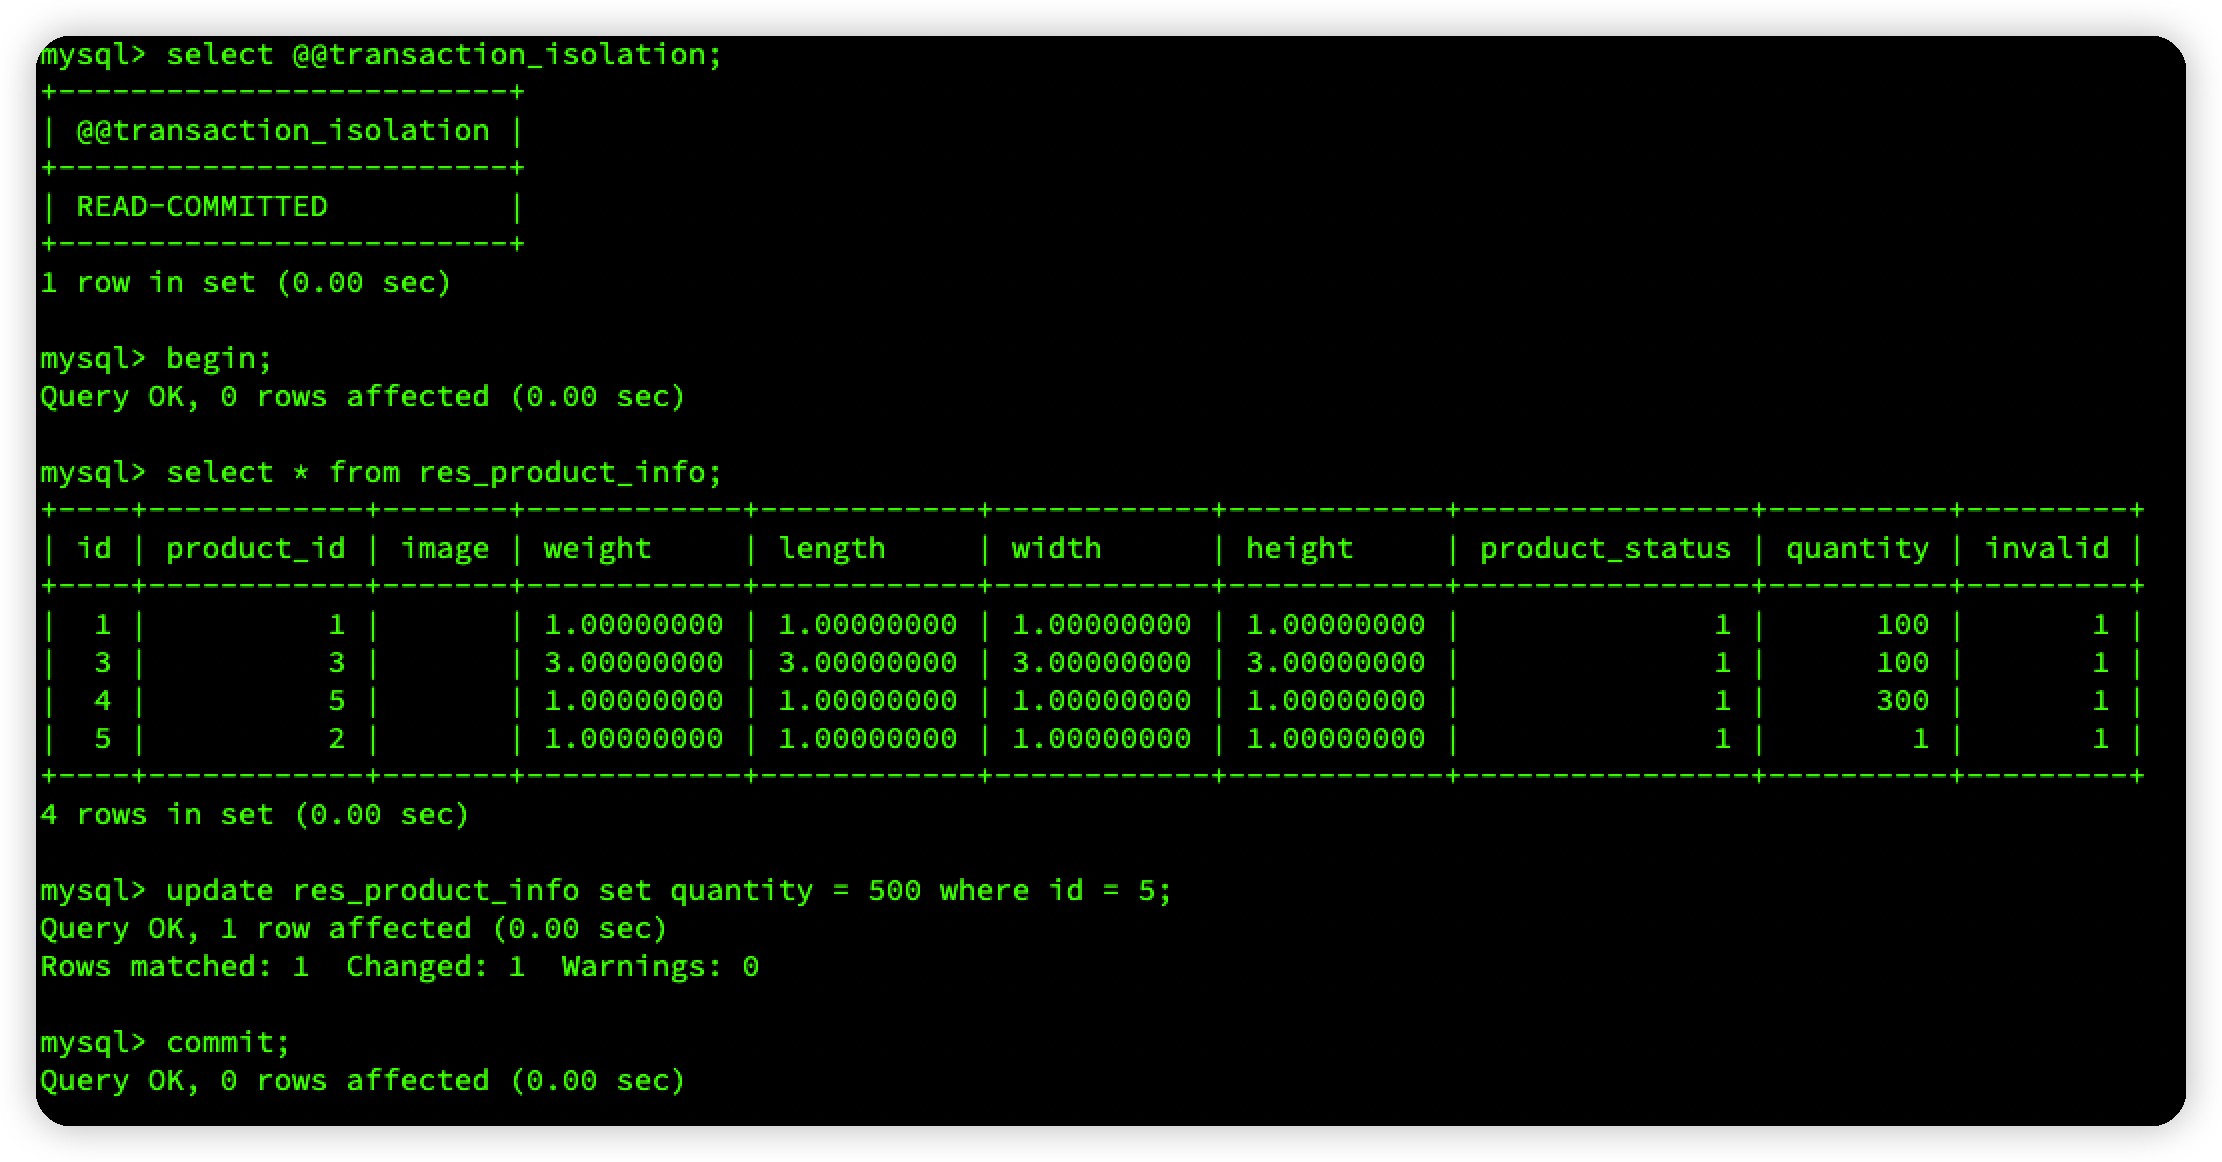 mysql> select @@transaction_isolation;
+-------------------------+
| @@transaction_isolation |
+-------------------------+
| READ-COMMITTED          |
+-------------------------+
1 row in set (0.00 sec)

mysql> begin;
Query OK, 0 rows affected (0.00 sec)

mysql> select * from res_product_info;
+----+------------+-------+------------+------------+------------+------------+----------------+----------+---------+
| id | product_id | image | weight     | length     | width      | height     | product_status | quantity | invalid |
+----+------------+-------+------------+------------+------------+------------+----------------+----------+---------+
|  1 |          1 |       | 1.00000000 | 1.00000000 | 1.00000000 | 1.00000000 |              1 |      100 |       1 |
|  3 |          3 |       | 3.00000000 | 3.00000000 | 3.00000000 | 3.00000000 |              1 |      100 |       1 |
|  4 |          5 |       | 1.00000000 | 1.00000000 | 1.00000000 | 1.00000000 |              1 |      300 |       1 |
|  5 |          2 |       | 1.00000000 | 1.00000000 | 1.00000000 | 1.00000000 |              1 |        1 |       1 |
+----+------------+-------+------------+------------+------------+------------+----------------+----------+---------+
4 rows in set (0.00 sec)

mysql> update res_product_info set quantity = 500 where id = 5;
Query OK, 1 row affected (0.00 sec)
Rows matched: 1  Changed: 1  Warnings: 0

mysql> commit;
Query OK, 0 rows affected (0.00 sec)